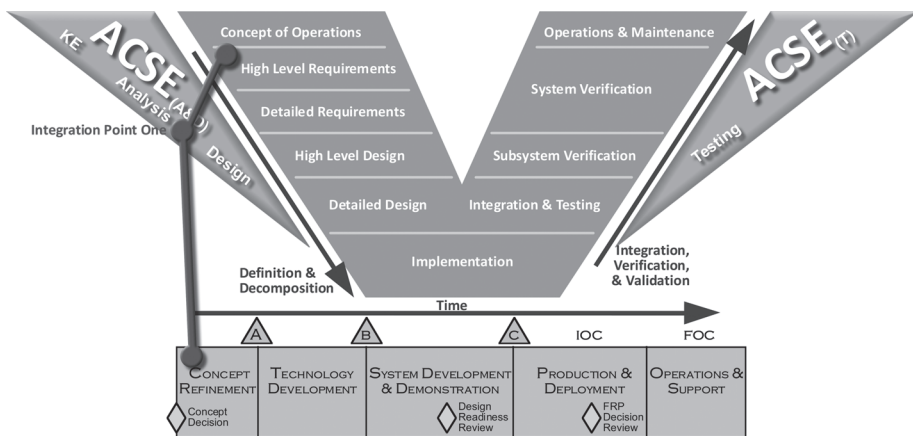 KE
ACSE(A&D)
Analysis
Design
Integration Point One
Concept of Operations
High Level Requirements
Detailed Requirements
High Level Design
Detailed Design
Implementation
Integration & Testing
Subsystem Verification
System Verification
Operations & Maintenance
ACSE(T)
Testing
Definition &
Decomposition
Integration,
Verification,
& Validation
Time
A
B
C
IOC
FOC
CONCEPT
REFINEMENT
Concept
Decision
TECHNOLOGY
DEVELOPMENT
SYSTEM DEVELOPMENT
& DEMONSTRATION
Design
Readiness
Review
PRODUCTION &
DEPLOYMENT
FRP
Decision
Review
OPERATIONS &
SUPPORT